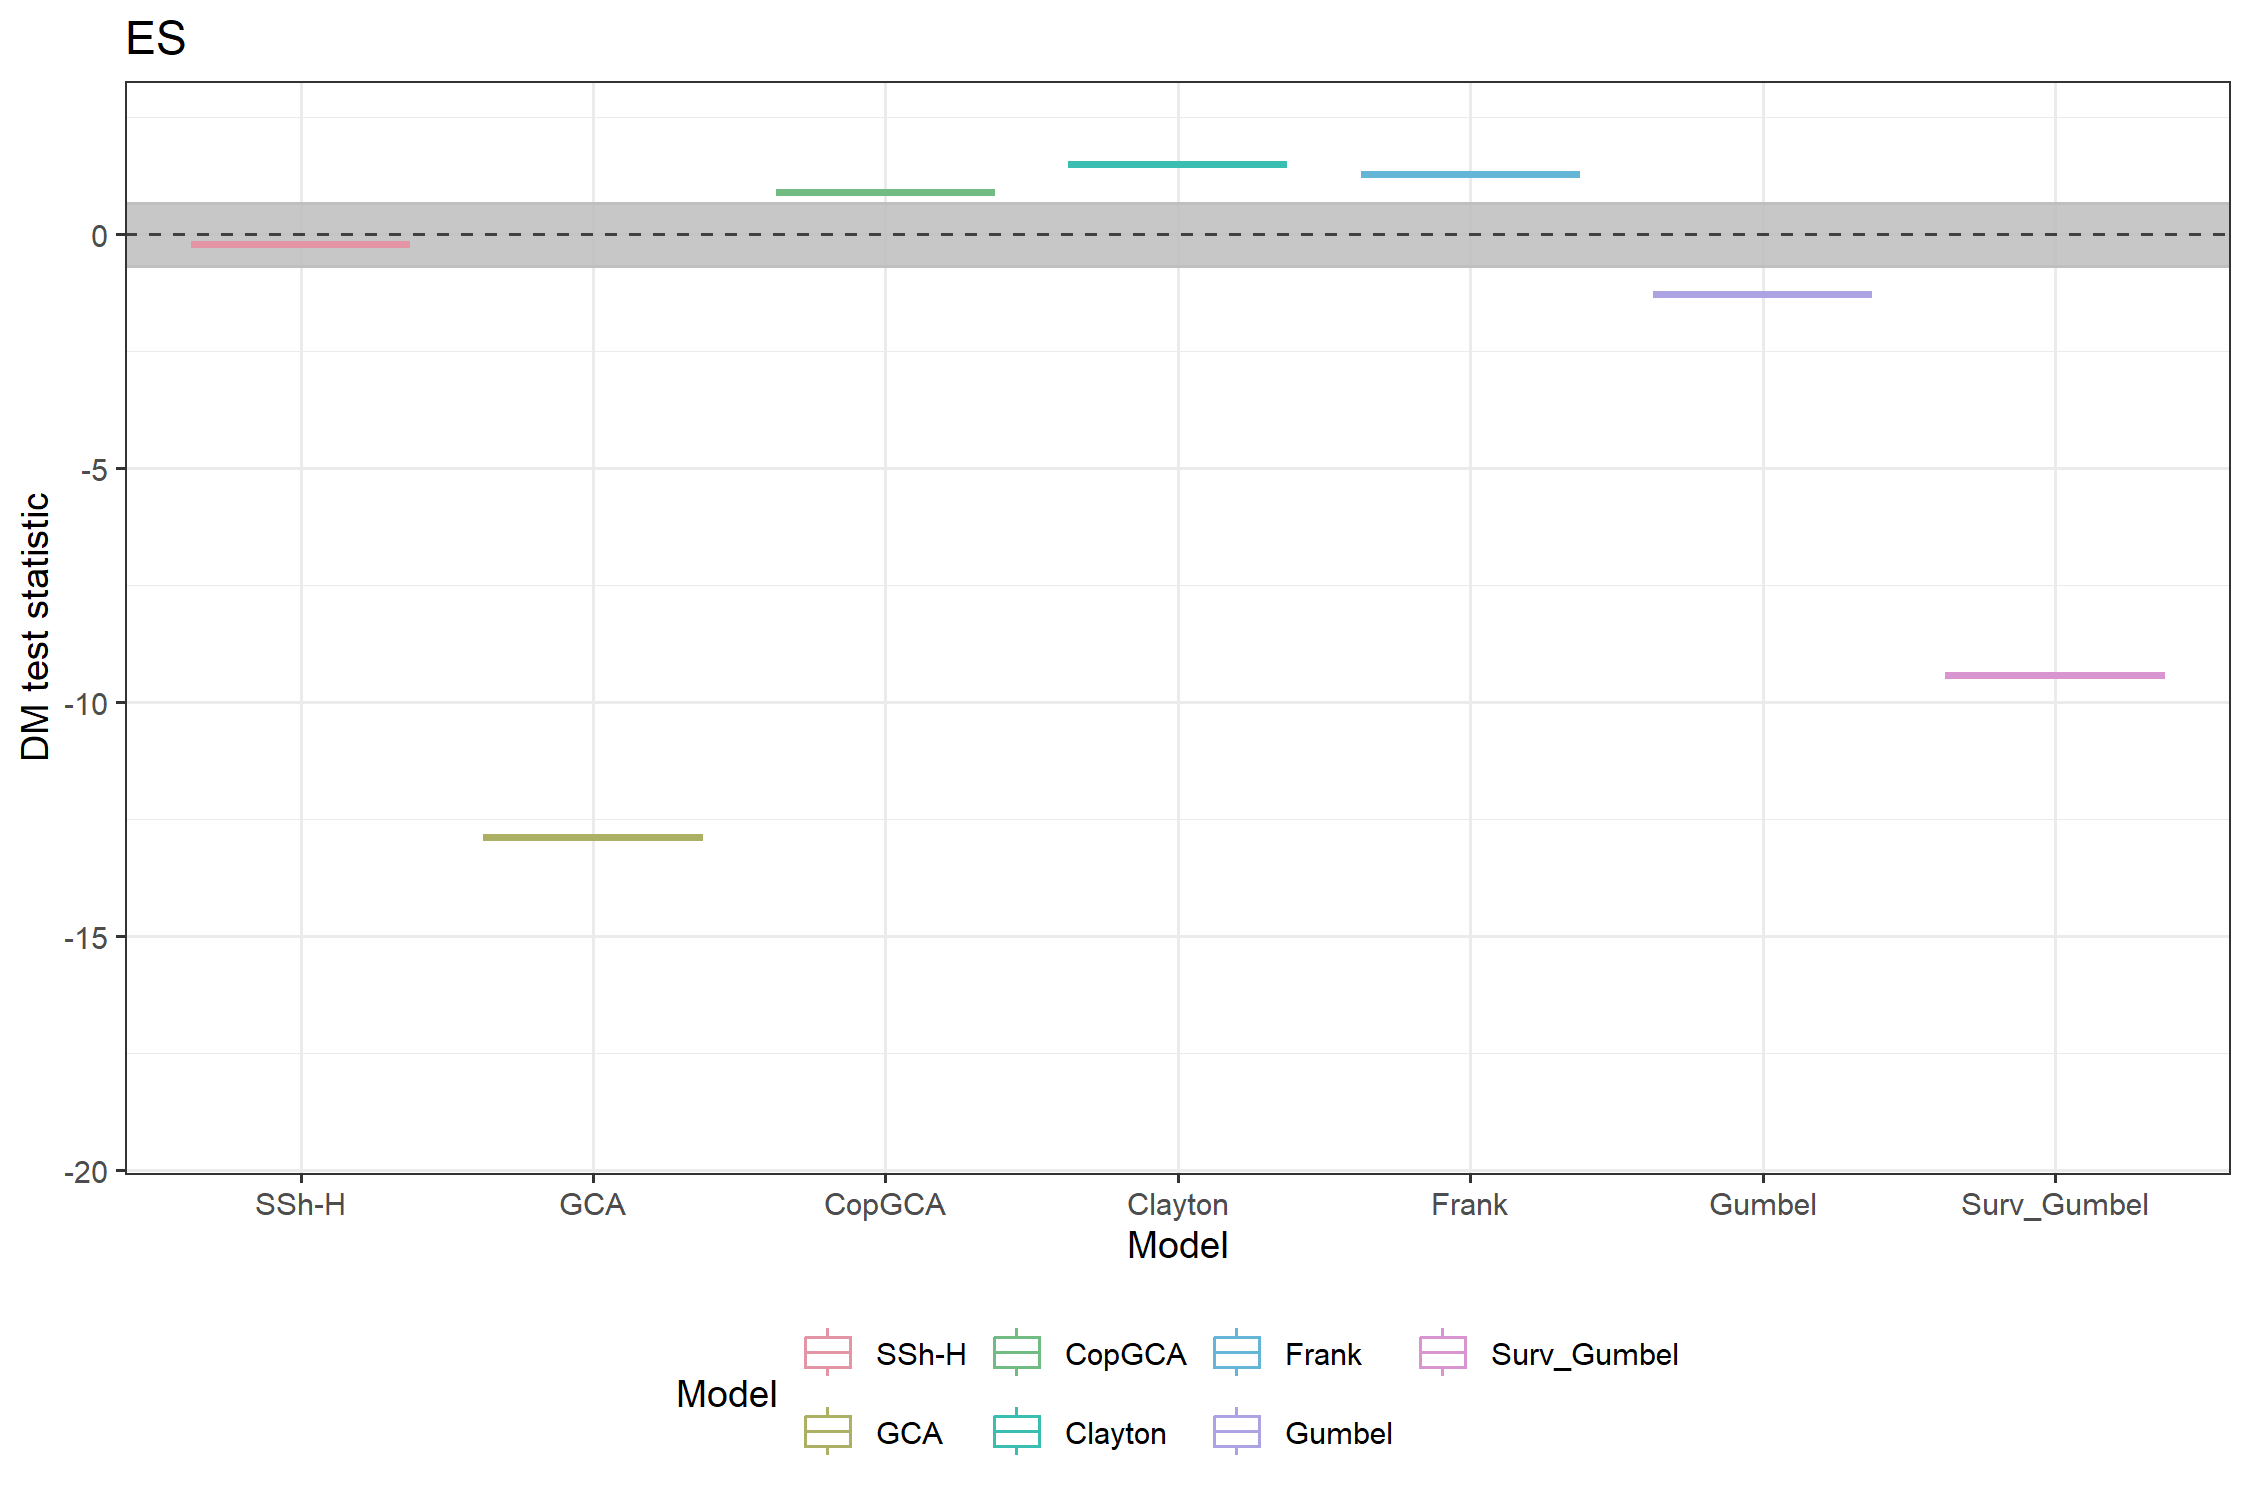 ES
DM test statistic
0
-5
-10
-15
-20
SSh-H GCA CopGCA Clayton Frank Gumbel Surv_Gumbel
Model
Model
SSh-H CopGCA Frank Surv_Gumbel
GCA Clayton Gumbel